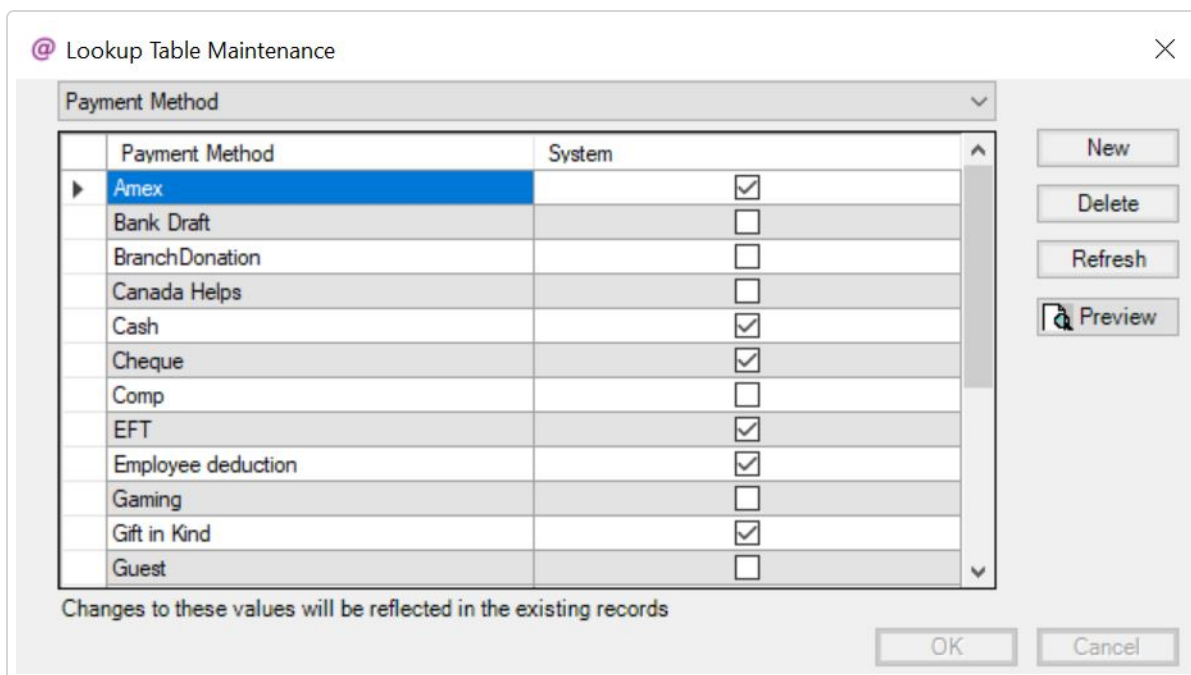 @ Lookup Table Maintenance
Payment Method
Payment Method System
Amex
Bank Draft
BranchDonation
Canada Helps
Cash
Cheque
Comp
EFT
Employee deduction
Gaming
Gift in Kind
Guest
New
Delete
Refresh
Preview
Changes to these values will be reflected in the existing records
OK Cancel